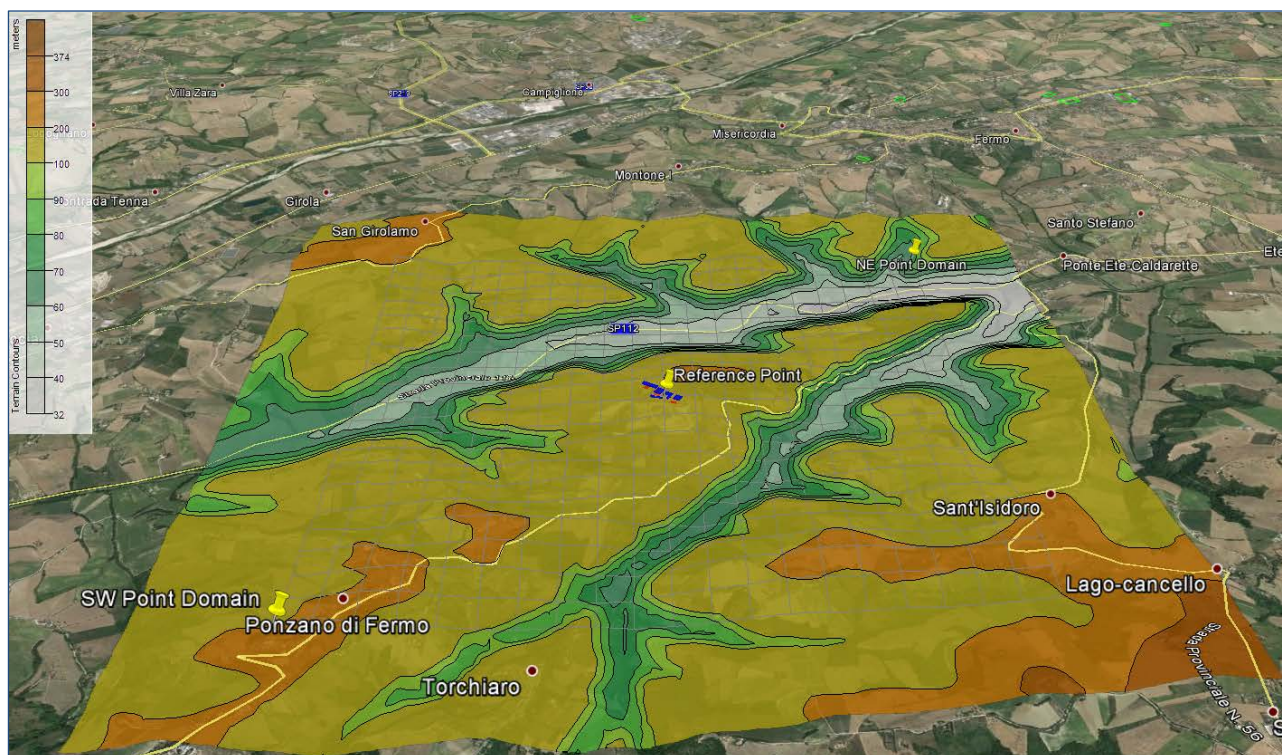 meters
374
300
200
100
90
80
70
60
50
40
32
Terrain Contours
Villa Zara
Campiglione
Misericordia
Fermo
Montone
Girola
San Girolamo
Santo Stefano
NE Point Domain
Ponte Ete-Caldarette
Ete
SP112
Reference Point
Sant'Isidoro
Lago-cancello
SW Point Domain
Ponzano di Fermo
Torchiaro
Strada Provinciale N. 56
S